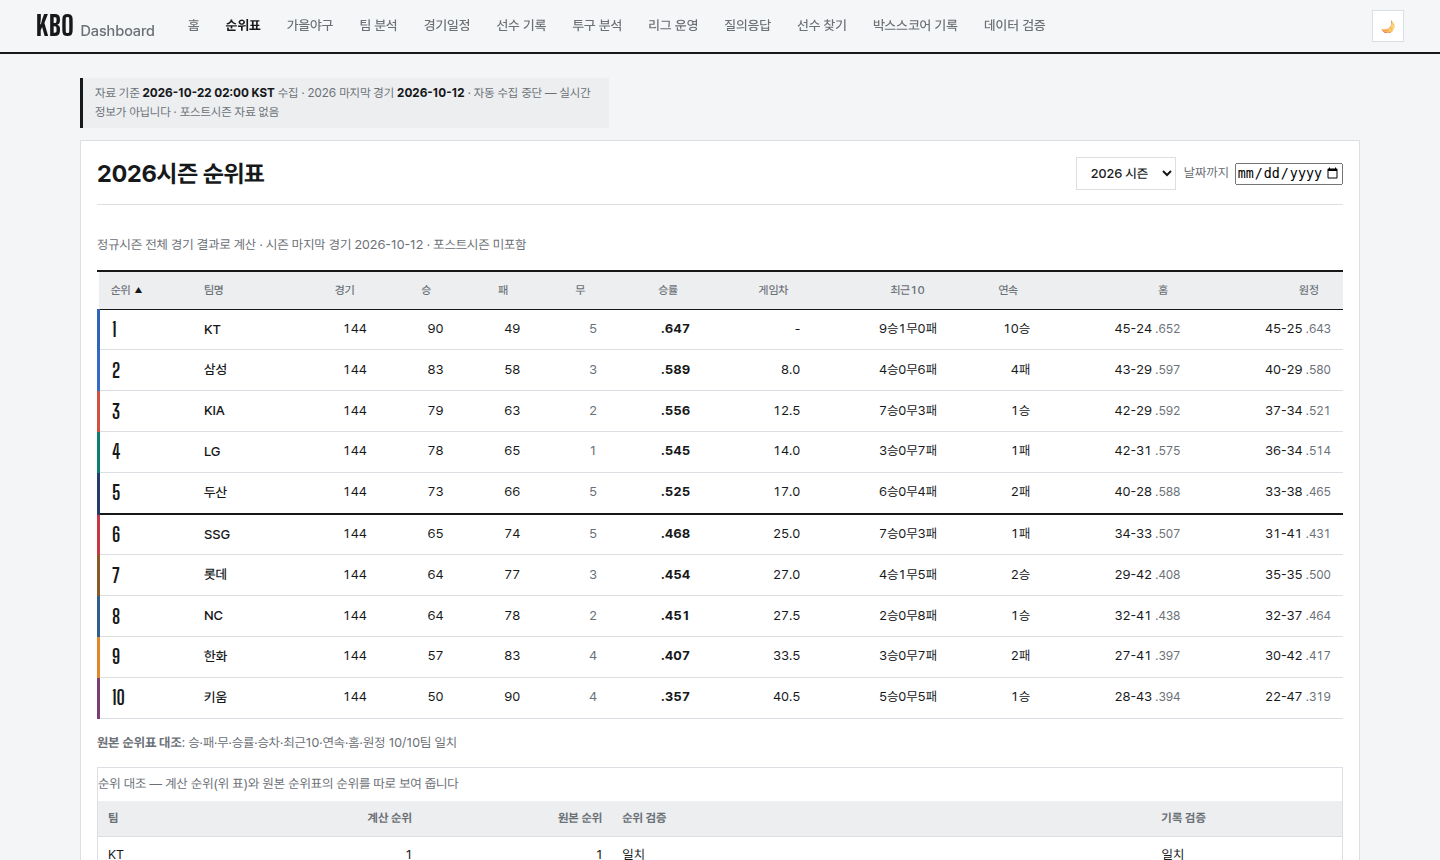 KBO Dashboard 홈 순위표 가을야구 팀 분석 경기일정 선수 기록 투구 분석 리그 운영 질의응답 선수 찾기 박스스코어 기록 데이터 검증
자료 기준 2026-10-22 02:00 KST 수집 · 2026 마지막 경기 2026-10-12 · 자동 수집 중단 — 실시간
정보가 아닙니다 · 포스트시즌 자료 없음
2026시즌 순위표 2026 시즌 날짜까지 mm/dd/yyyy
정규시즌 전체 경기 결과로 계산 · 시즌 마지막 경기 2026-10-12 · 포스트시즌 미포함
순위 ▲ 팀명 경기 승 패 무 승률 게임차 최근10 연속 홈 원정
1 KT 144 90 49 5 .647 - 9승1무0패 10승 45-24 .652 45-25 .643
2 삼성 144 83 58 3 .589 8.0 4승0무6패 4패 43-29 .597 40-29 .580
3 KIA 144 79 63 2 .556 12.5 7승0무3패 1승 42-29 .592 37-34 .521
4 LG 144 78 65 1 .545 14.0 3승0무7패 1패 42-31 .575 36-34 .514
5 두산 144 73 66 5 .525 17.0 6승0무4패 2패 40-28 .588 33-38 .465
6 SSG 144 65 74 5 .468 25.0 7승0무3패 1패 34-33 .507 31-41 .431
7 롯데 144 64 77 3 .454 27.0 4승1무5패 2승 29-42 .408 35-35 .500
8 NC 144 64 78 2 .451 27.5 2승0무8패 1승 32-41 .438 32-37 .464
9 한화 144 57 83 4 .407 33.5 3승0무7패 2패 27-41 .397 30-42 .417
10 키움 144 50 90 4 .357 40.5 5승0무5패 1승 28-43 .394 22-47 .319
원본 순위표 대조: 승·패·무·승률·승차·최근10·연속·홈·원정 10/10팀 일치
순위 대조 — 계산 순위(위 표)와 원본 순위표의 순위를 따로 보여 줍니다
팀 계산 순위 원본 순위 순위 검증 기록 검증
KT 1 1 일치 일치